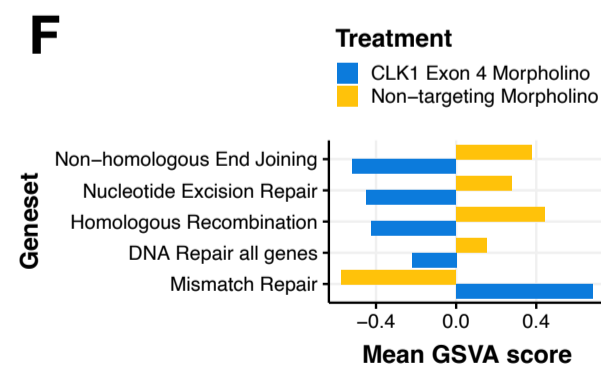 F
Treatment
CLK1 Exon 4 Morpholino
Non−targeting Morpholino
Geneset
Non−homologous End Joining
Nucleotide Excision Repair
Homologous Recombination
DNA Repair all genes
Mismatch Repair
−0.4 0.0 0.4
Mean GSVA score